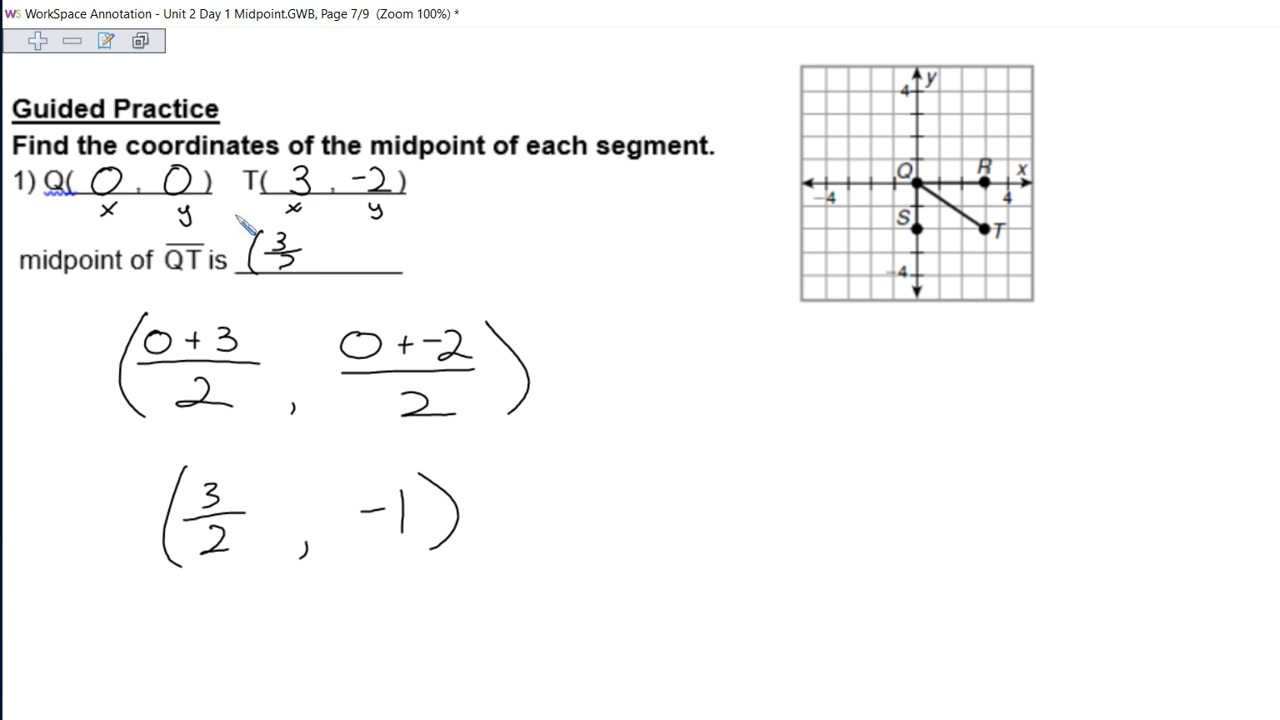 WS WorkSpace Annotation - Unit 2 Day 1 Midpoint.GWB, Page 7/9 (Zoom 100%) *
Guided Practice
Find the coordinates of the midpoint of each segment.
1) Q( 0 , 0 ) T( 3 , -2 )
x y x y
midpoint of QT is (3/
(0 + 3 / 2 , 0 + -2 / 2)
(3 / 2 , -1)
y
4
Q R x
-4 4
S T
-4